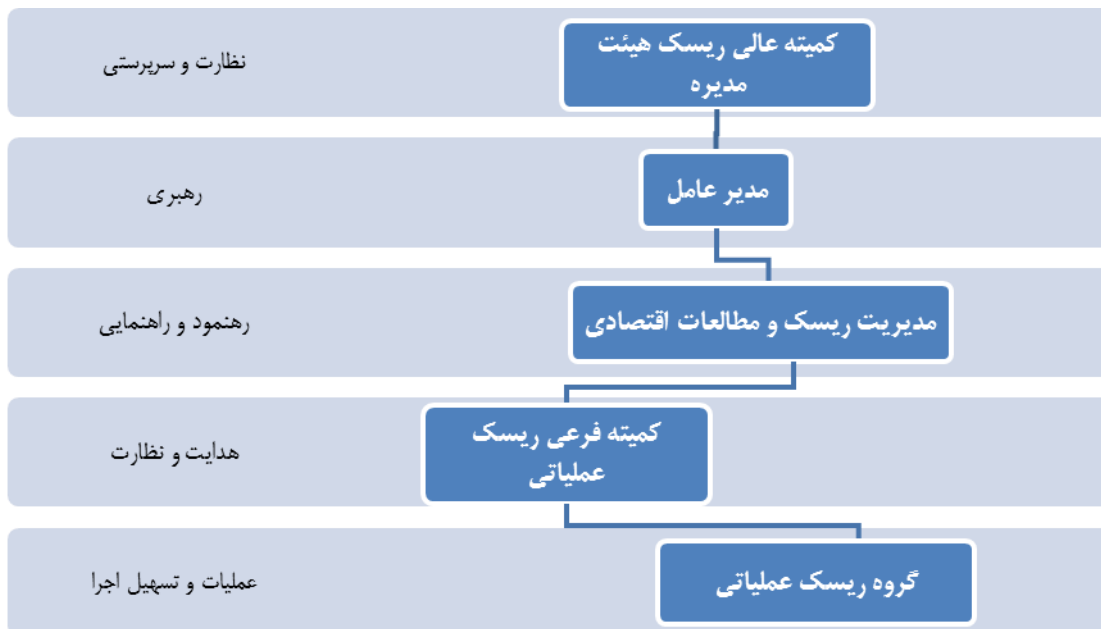 کمیته عالی ریسک هیئت
مدیره
نظارت و سرپرستی
مدیر عامل
رهبری
مدیریت ریسک و مطالعات اقتصادی
رهنمود و راهنمایی
کمیته فرعی ریسک
عملیاتی
هدایت و نظارت
گروه ریسک عملیاتی
عملیات و تسهیل اجرا